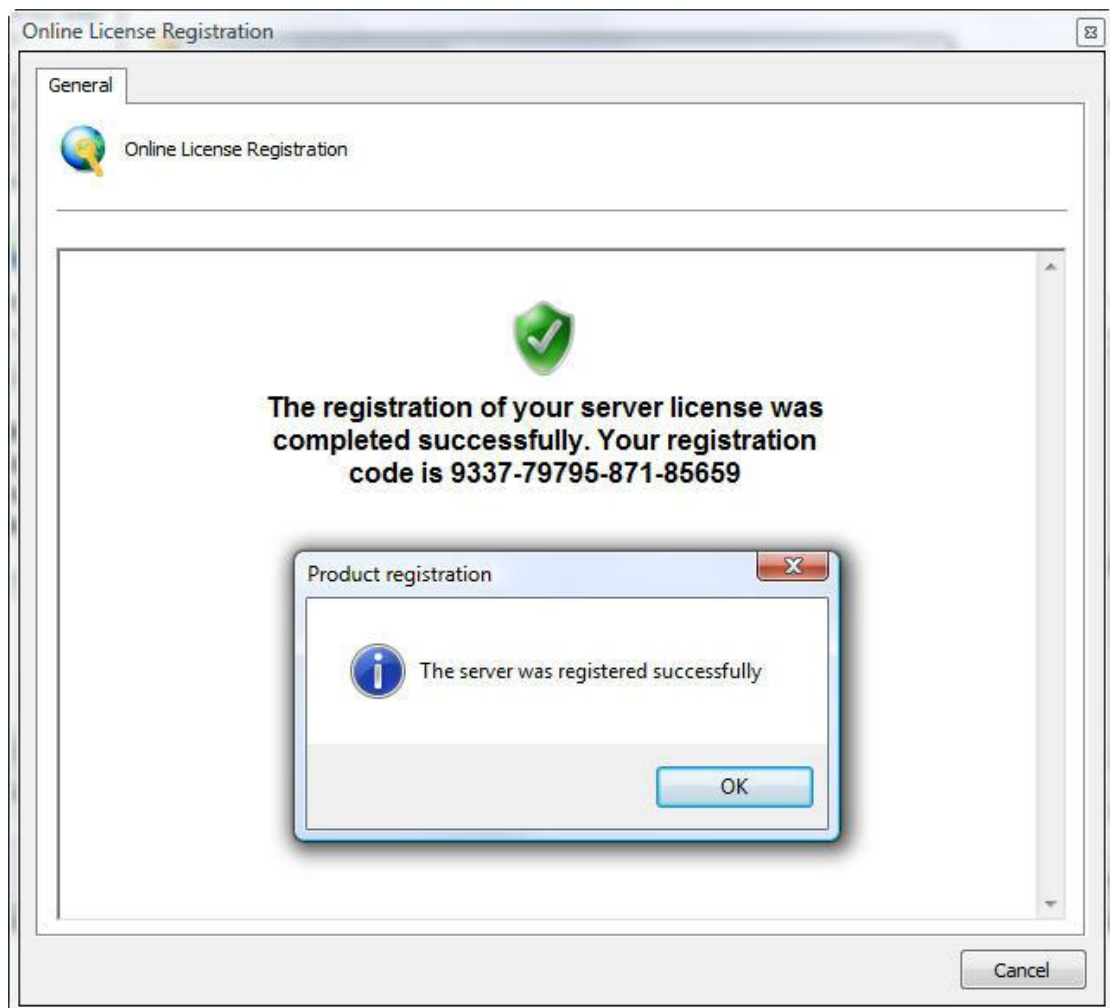 Online License Registration
General
Online License Registration
The registration of your server license was
completed successfully. Your registration
code is 9337-79795-871-85659
Product registration
The server was registered successfully
OK
Cancel